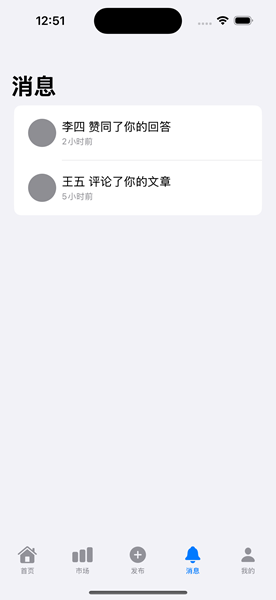 12:51
消息
李四 赞同了你的回答
2小时前
王五 评论了你的文章
5小时前
首页
市场
发布
消息
我的